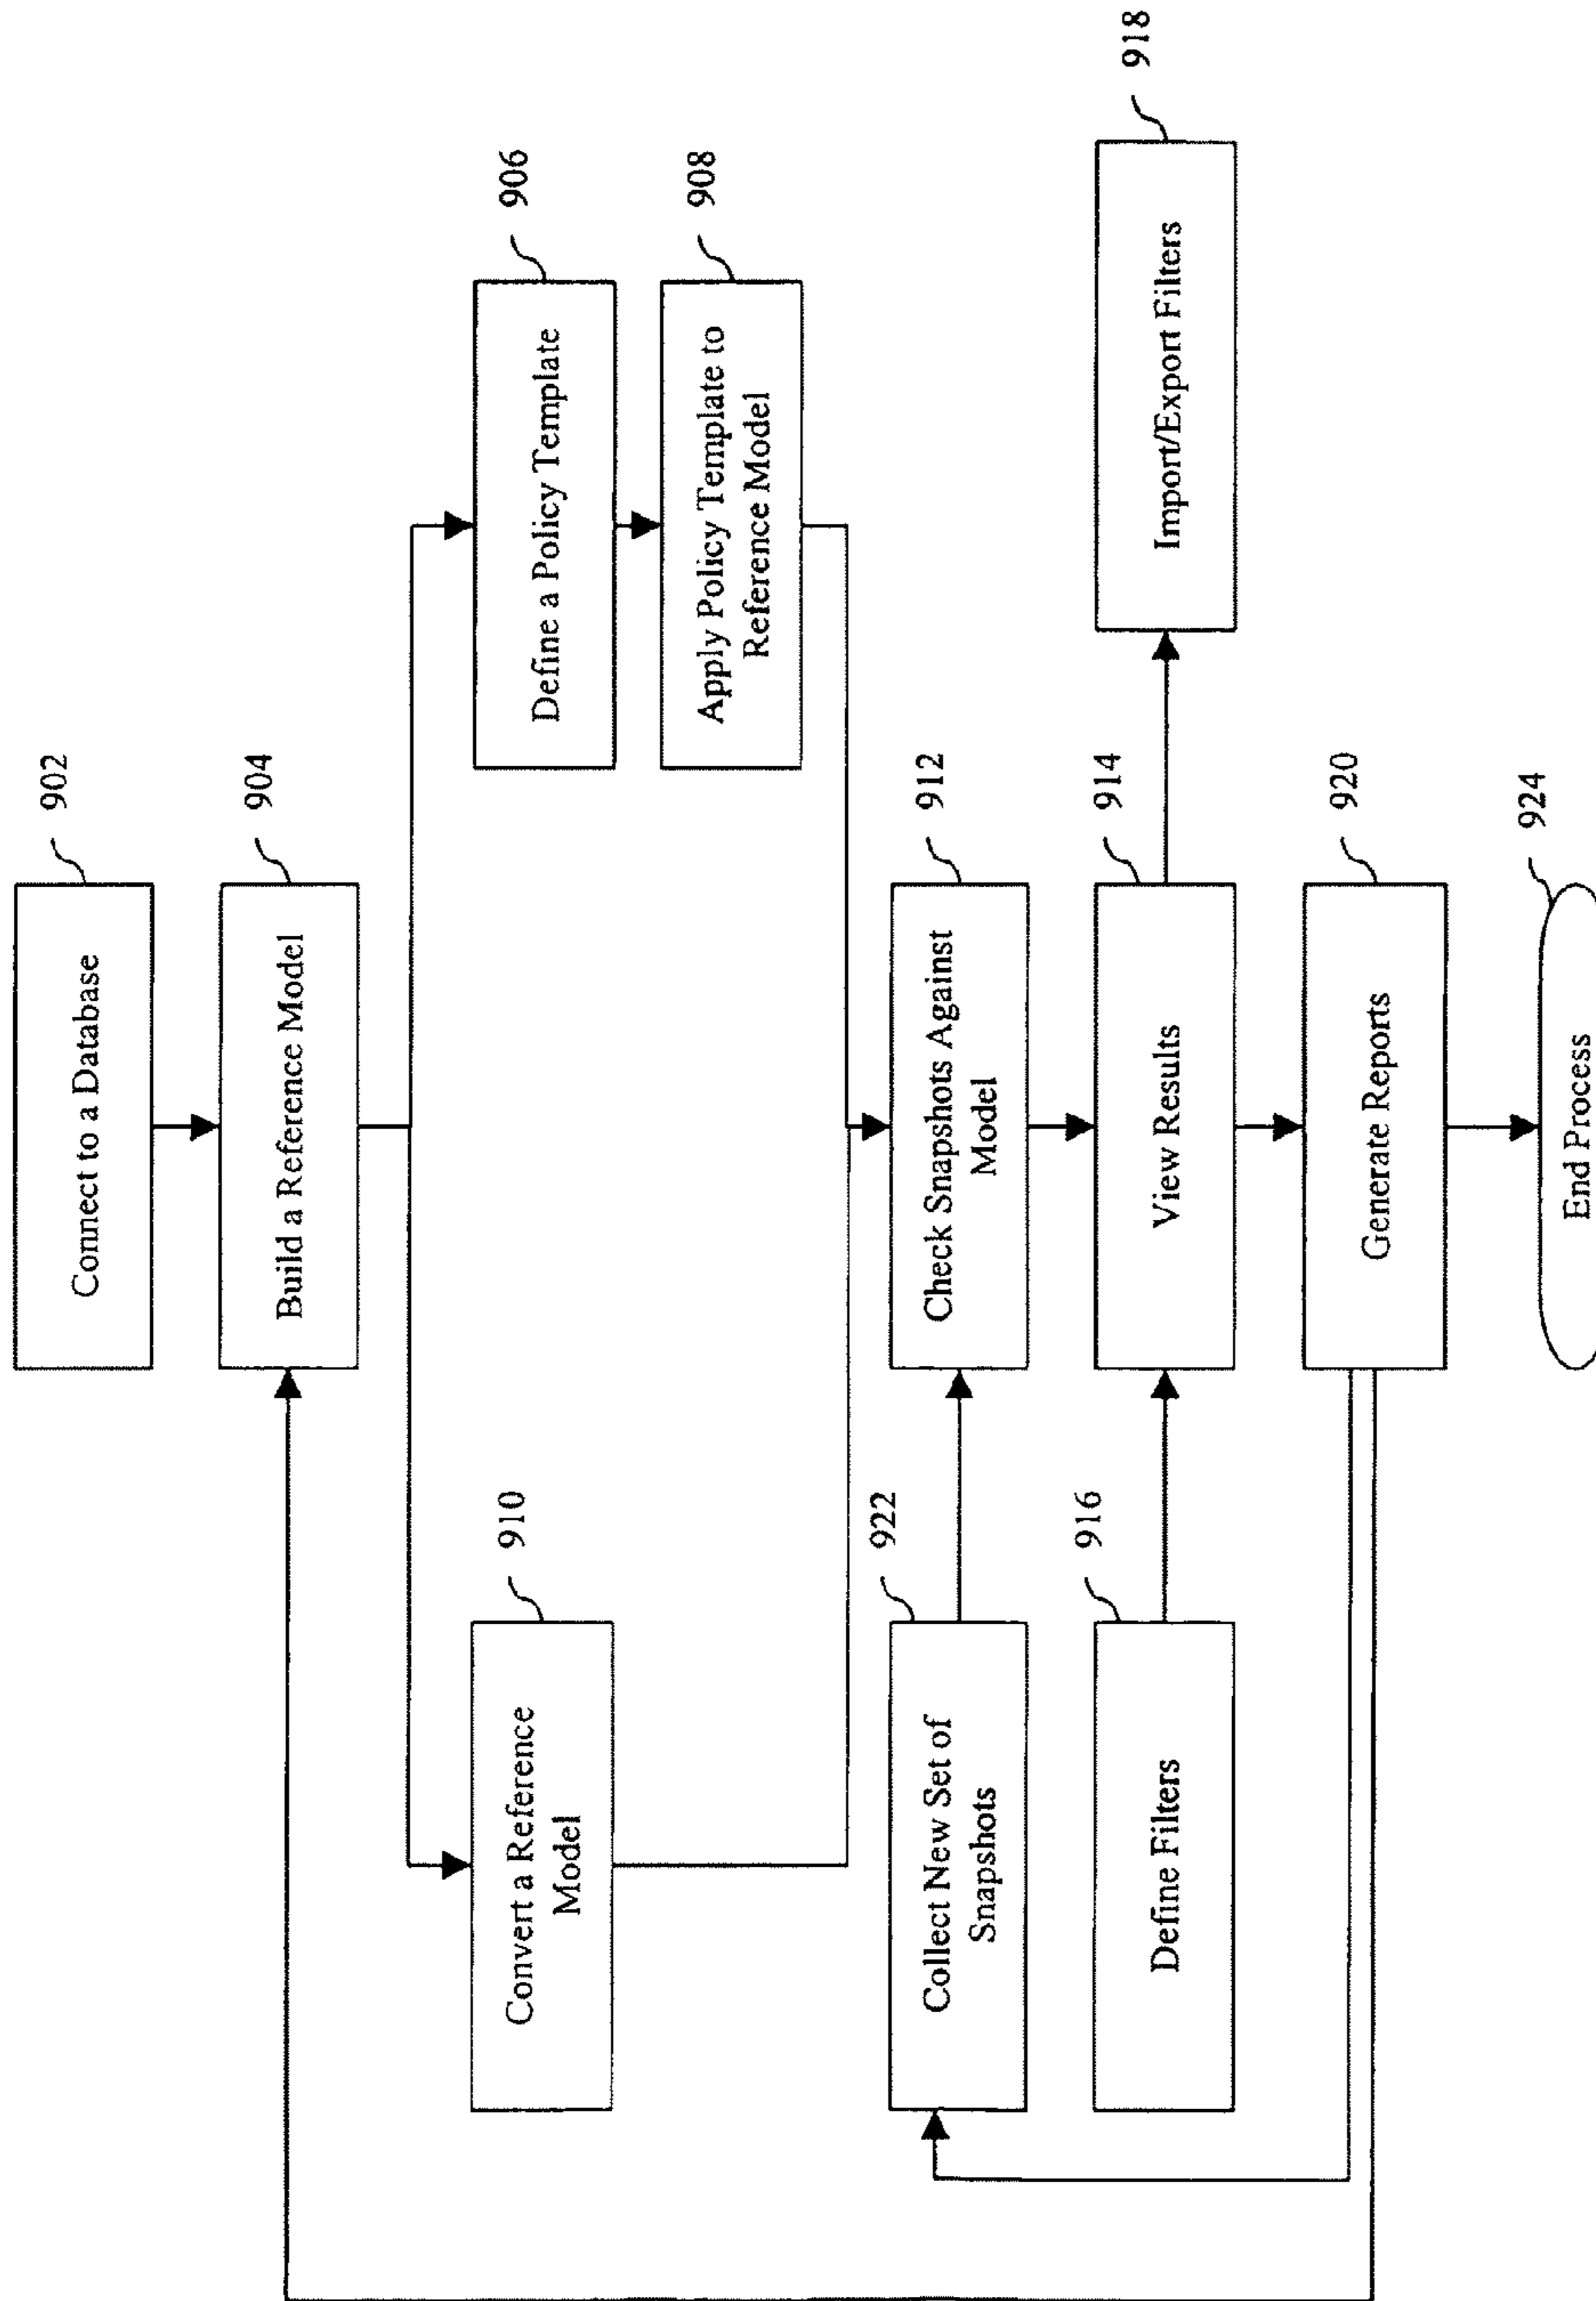 Connect to a Database
902
Build a Reference Model
904
Convert a Reference
Model
910
Define a Policy Template
906
Apply Policy Template to
Reference Model
908
Collect New Set of
Snapshots
922
Check Snapshots Against
Model
912
Define Filters
916
View Results
914
Import/Export Filters
918
Generate Reports
920
End Process
924